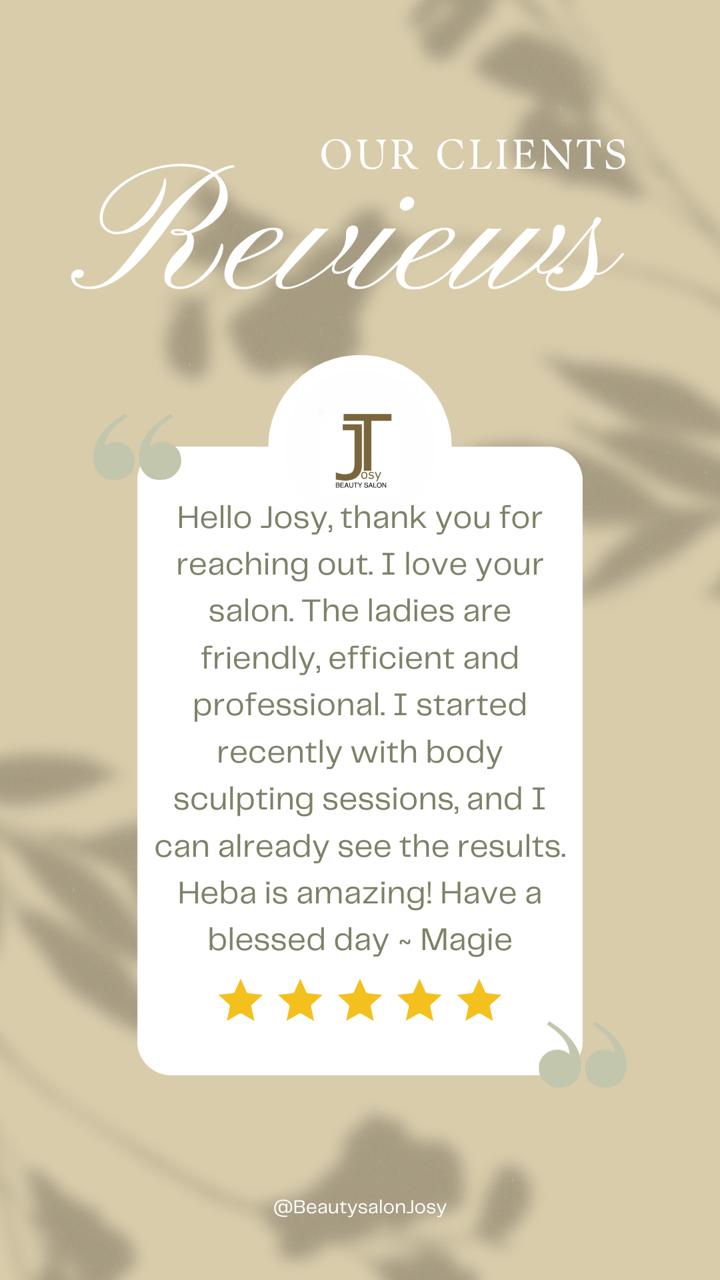 OUR CLIENTS
Reviews
JT
osy
BEAUTY SALON
Hello Josy, thank you for
reaching out. I love your
salon. The ladies are
friendly, efficient and
professional. I started
recently with body
sculpting sessions, and I
can already see the results.
Heba is amazing! Have a
blessed day ~ Magie
@BeautysalonJosy